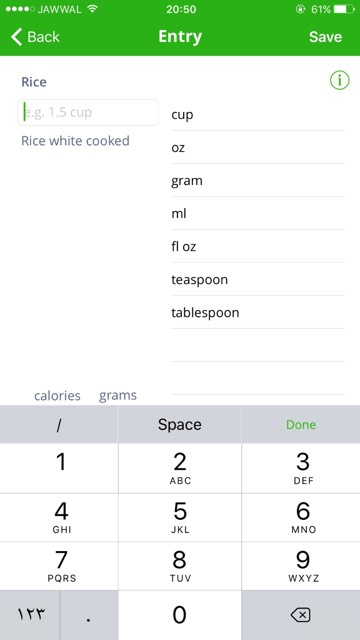 JAWWAL 20:50 61%
Back Entry Save
Rice
e.g. 1.5 cup
Rice white cooked
cup
oz
gram
ml
fl oz
teaspoon
tablespoon
calories grams
/ Space Done
1 2 3
ABC DEF
4 5 6
GHI JKL MNO
7 8 9
PQRS TUV WXYZ
١٢٣ . 0